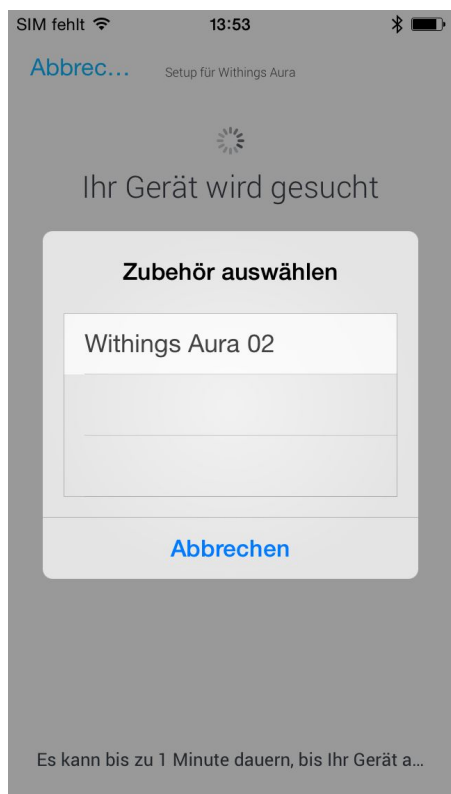 SIM fehlt 13:53
Abbrec... Setup für Withings Aura
Ihr Gerät wird gesucht
Zubehör auswählen
Withings Aura 02
Abbrechen
Es kann bis zu 1 Minute dauern, bis Ihr Gerät a...